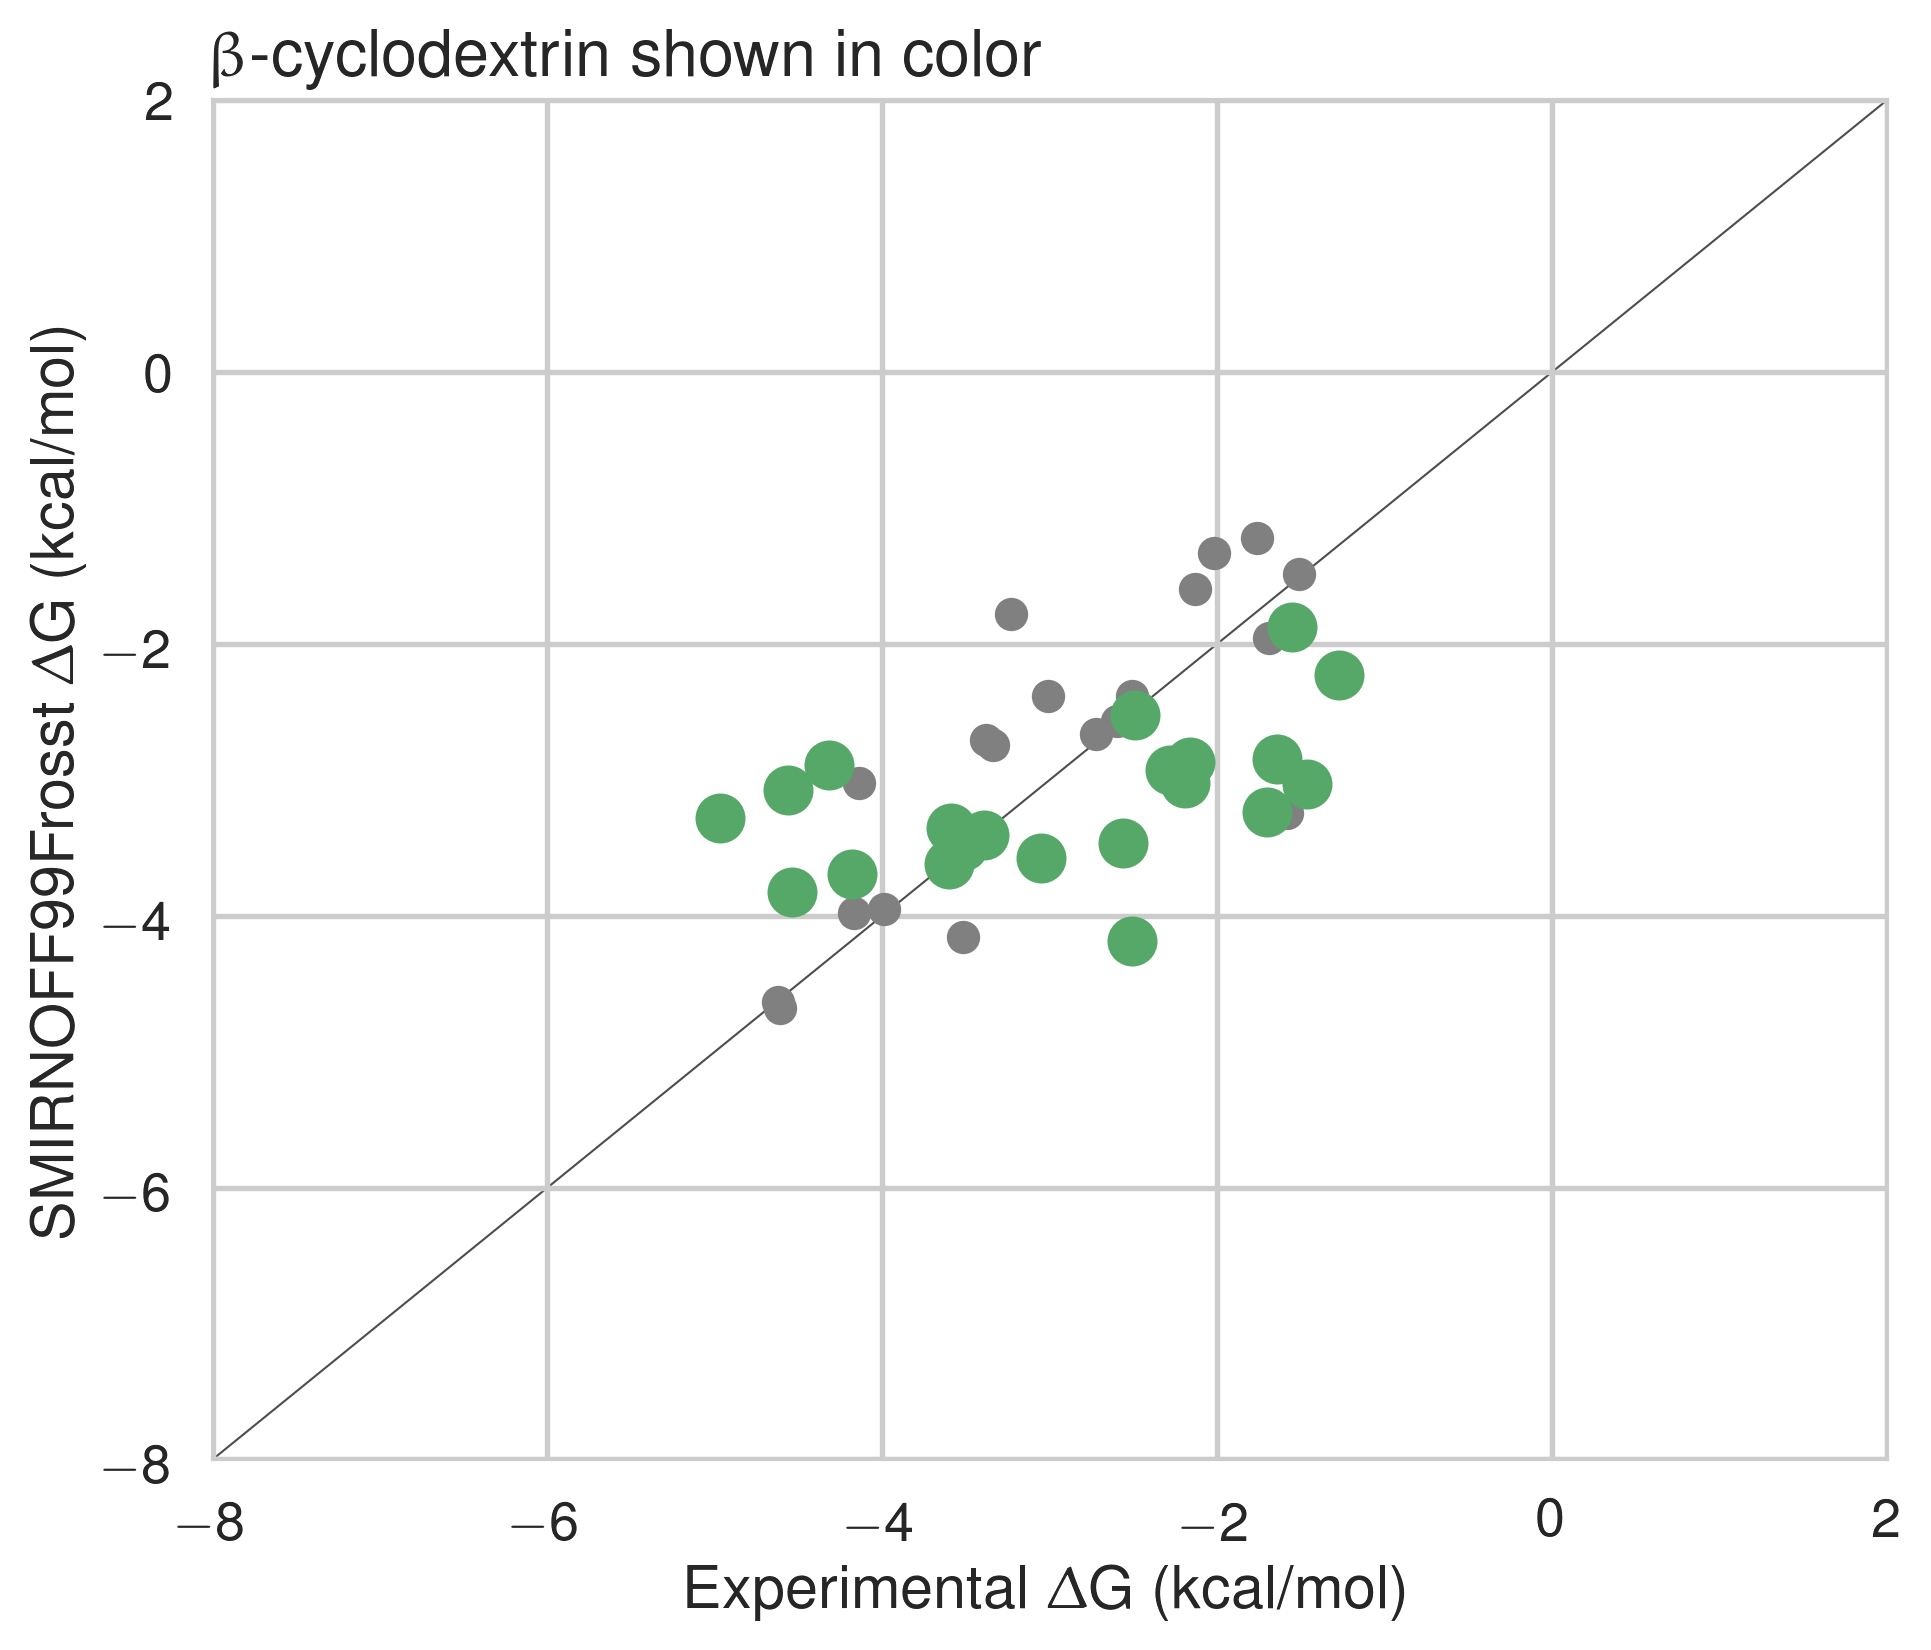 β-cyclodextrin shown in color
2
0
−2
−4
−6
−8
SMIRNOFF99Frosst ΔG (kcal/mol)
−8 −6 −4 −2 0 2
Experimental ΔG (kcal/mol)